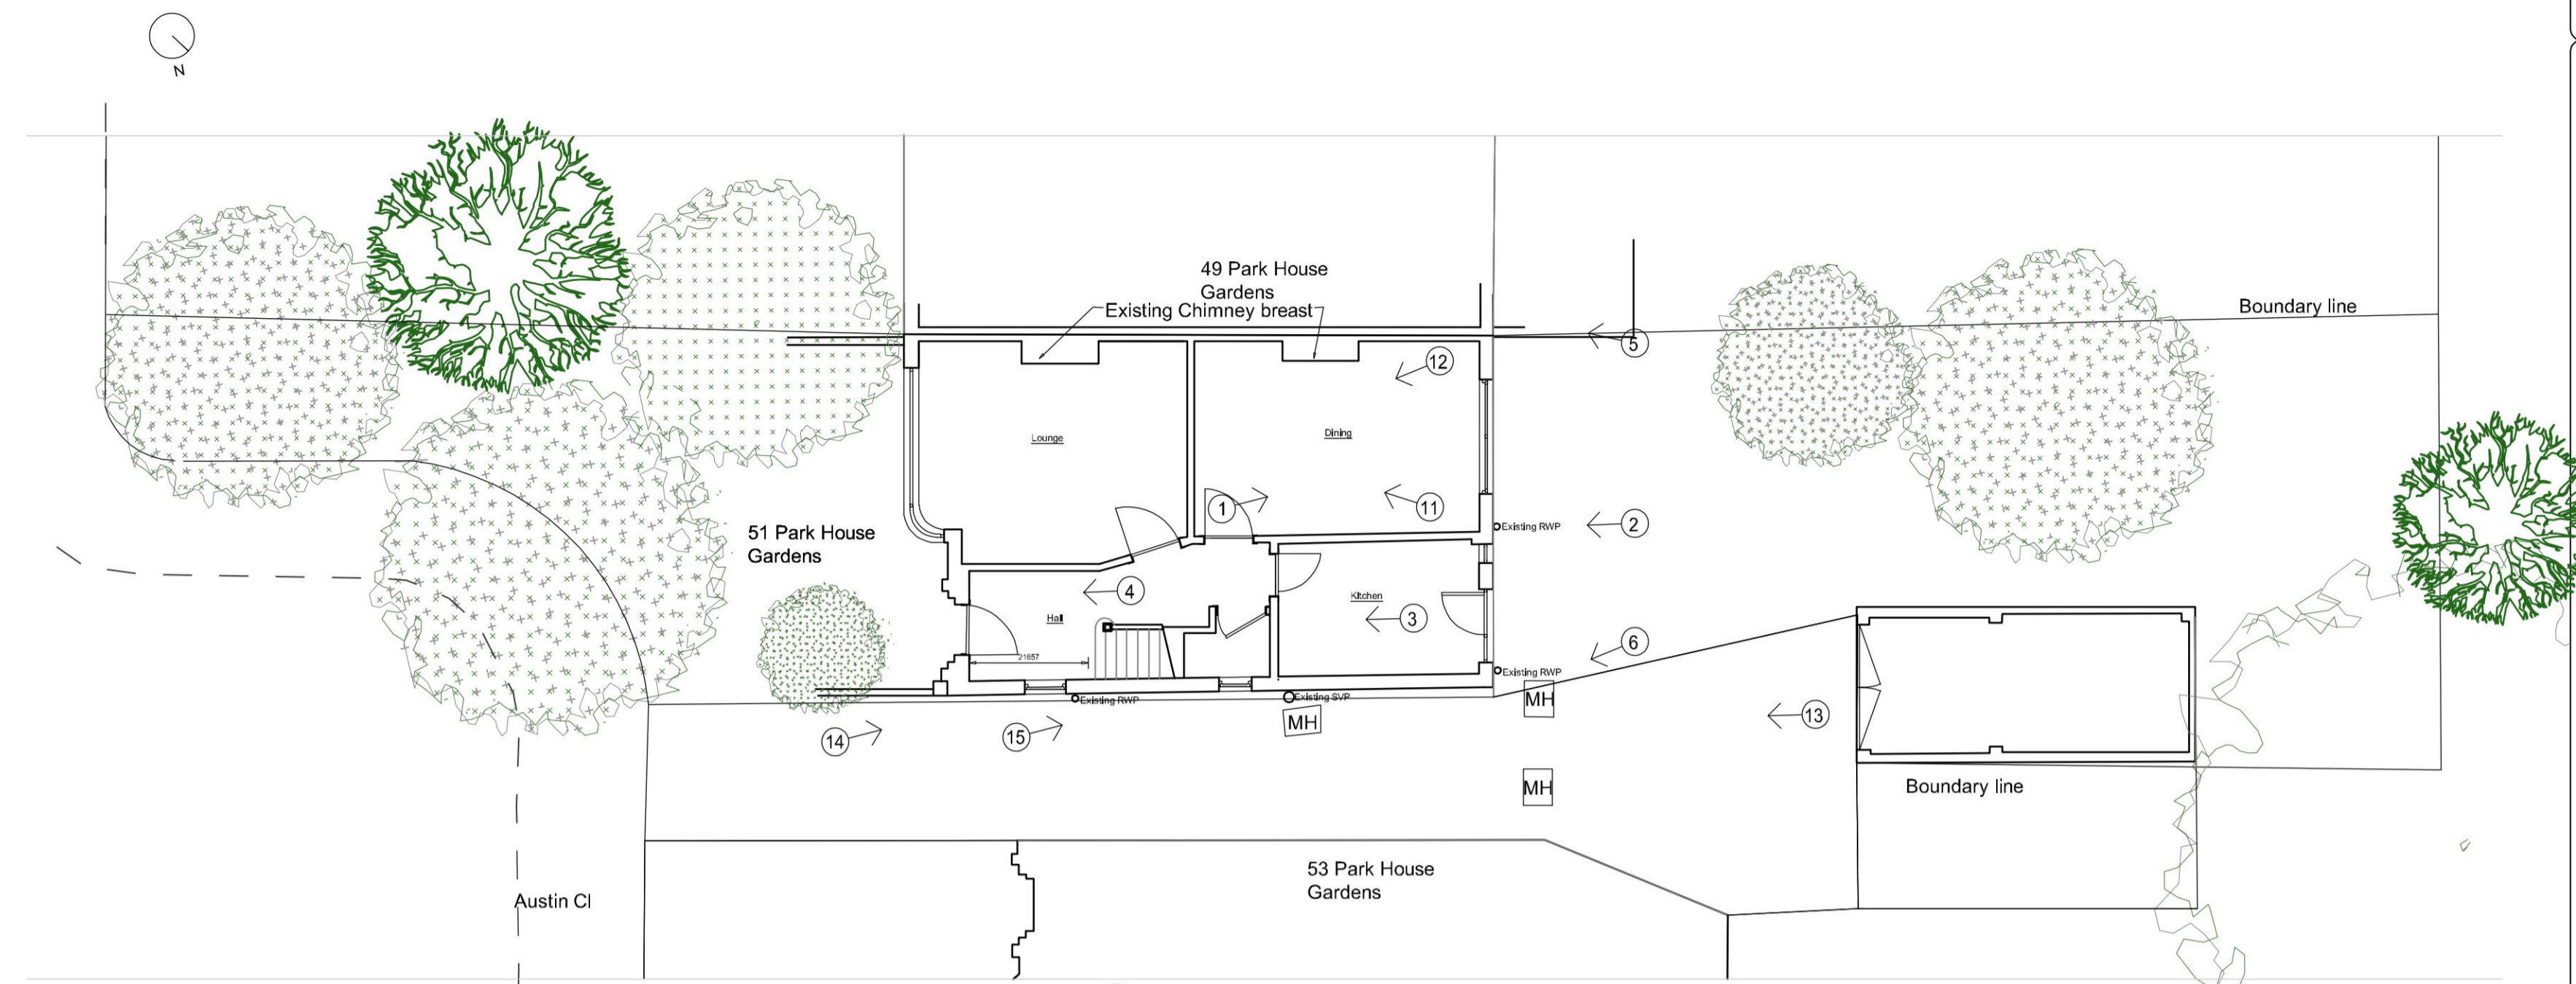 N
49 Park House
Gardens
Existing Chimney breast
Boundary line
5
12
Lounge
Dining
1
11
Existing RWP
2
51 Park House
Gardens
4
Kitchen
3
Hall
6
21657
Existing RWP
Existing RWP
Existing SVP
MH
MH
14
15
13
MH
Boundary line
53 Park House
Gardens
Austin Cl